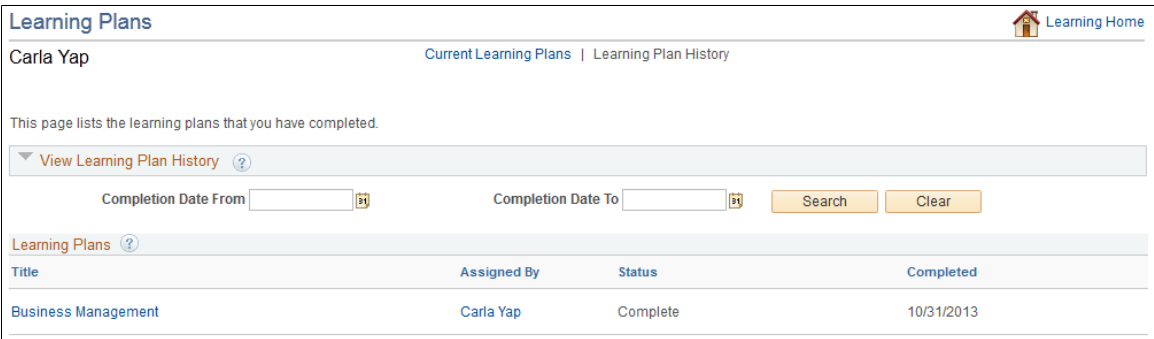 Learning Plans
Learning Home
Carla Yap
Current Learning Plans | Learning Plan History
This page lists the learning plans that you have completed.
View Learning Plan History ?
Completion Date From 31 Completion Date To 31 Search Clear
Learning Plans ?
Title Assigned By Status Completed
Business Management Carla Yap Complete 10/31/2013